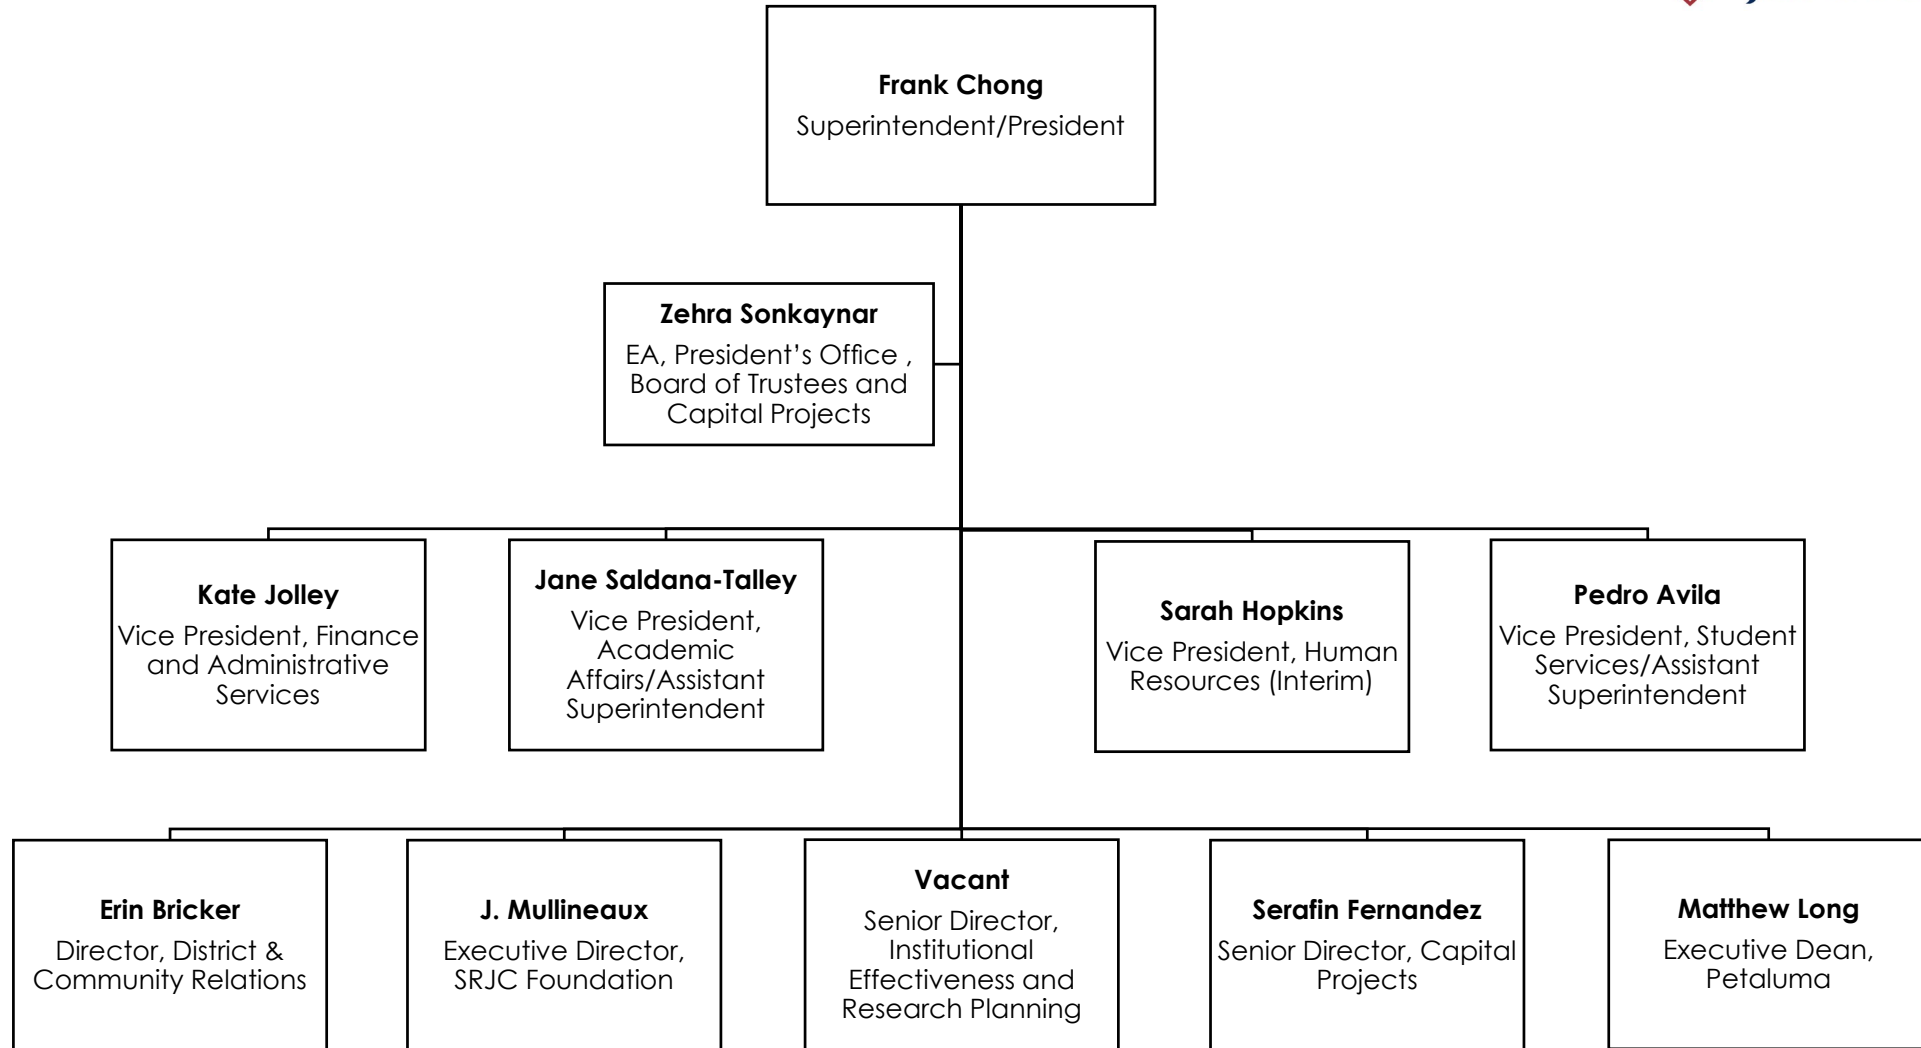 Frank Chong
Superintendent/President
Zehra Sonkaynar
EA, President’s Office ,
Board of Trustees and
Capital Projects
Kate Jolley
Vice President, Finance
and Administrative
Services
Jane Saldana-Talley
Vice President,
Academic
Affairs/Assistant
Superintendent
Sarah Hopkins
Vice President, Human
Resources (Interim)
Pedro Avila
Vice President, Student
Services/Assistant
Superintendent
Erin Bricker
Director, District &
Community Relations
J. Mullineaux
Executive Director,
SRJC Foundation
Vacant
Senior Director,
Institutional
Effectiveness and
Research Planning
Serafin Fernandez
Senior Director, Capital
Projects
Matthew Long
Executive Dean,
Petaluma